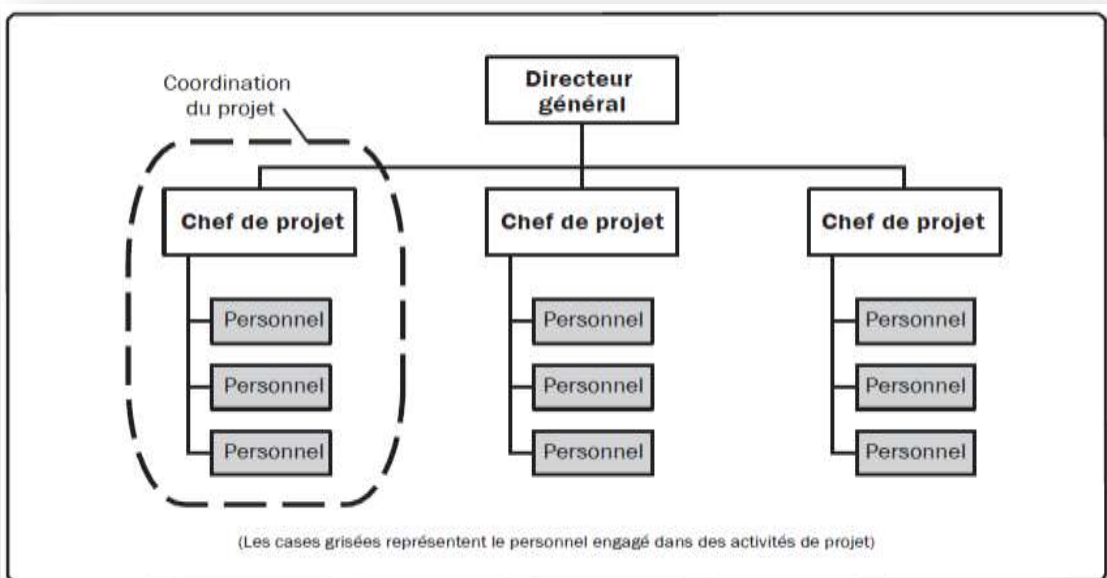 Coordination
du projet
Directeur
général
Chef de projet
Chef de projet
Chef de projet
Personnel
Personnel
Personnel
Personnel
Personnel
Personnel
Personnel
Personnel
Personnel
(Les cases grisées représentent le personnel engagé dans des activités de projet)